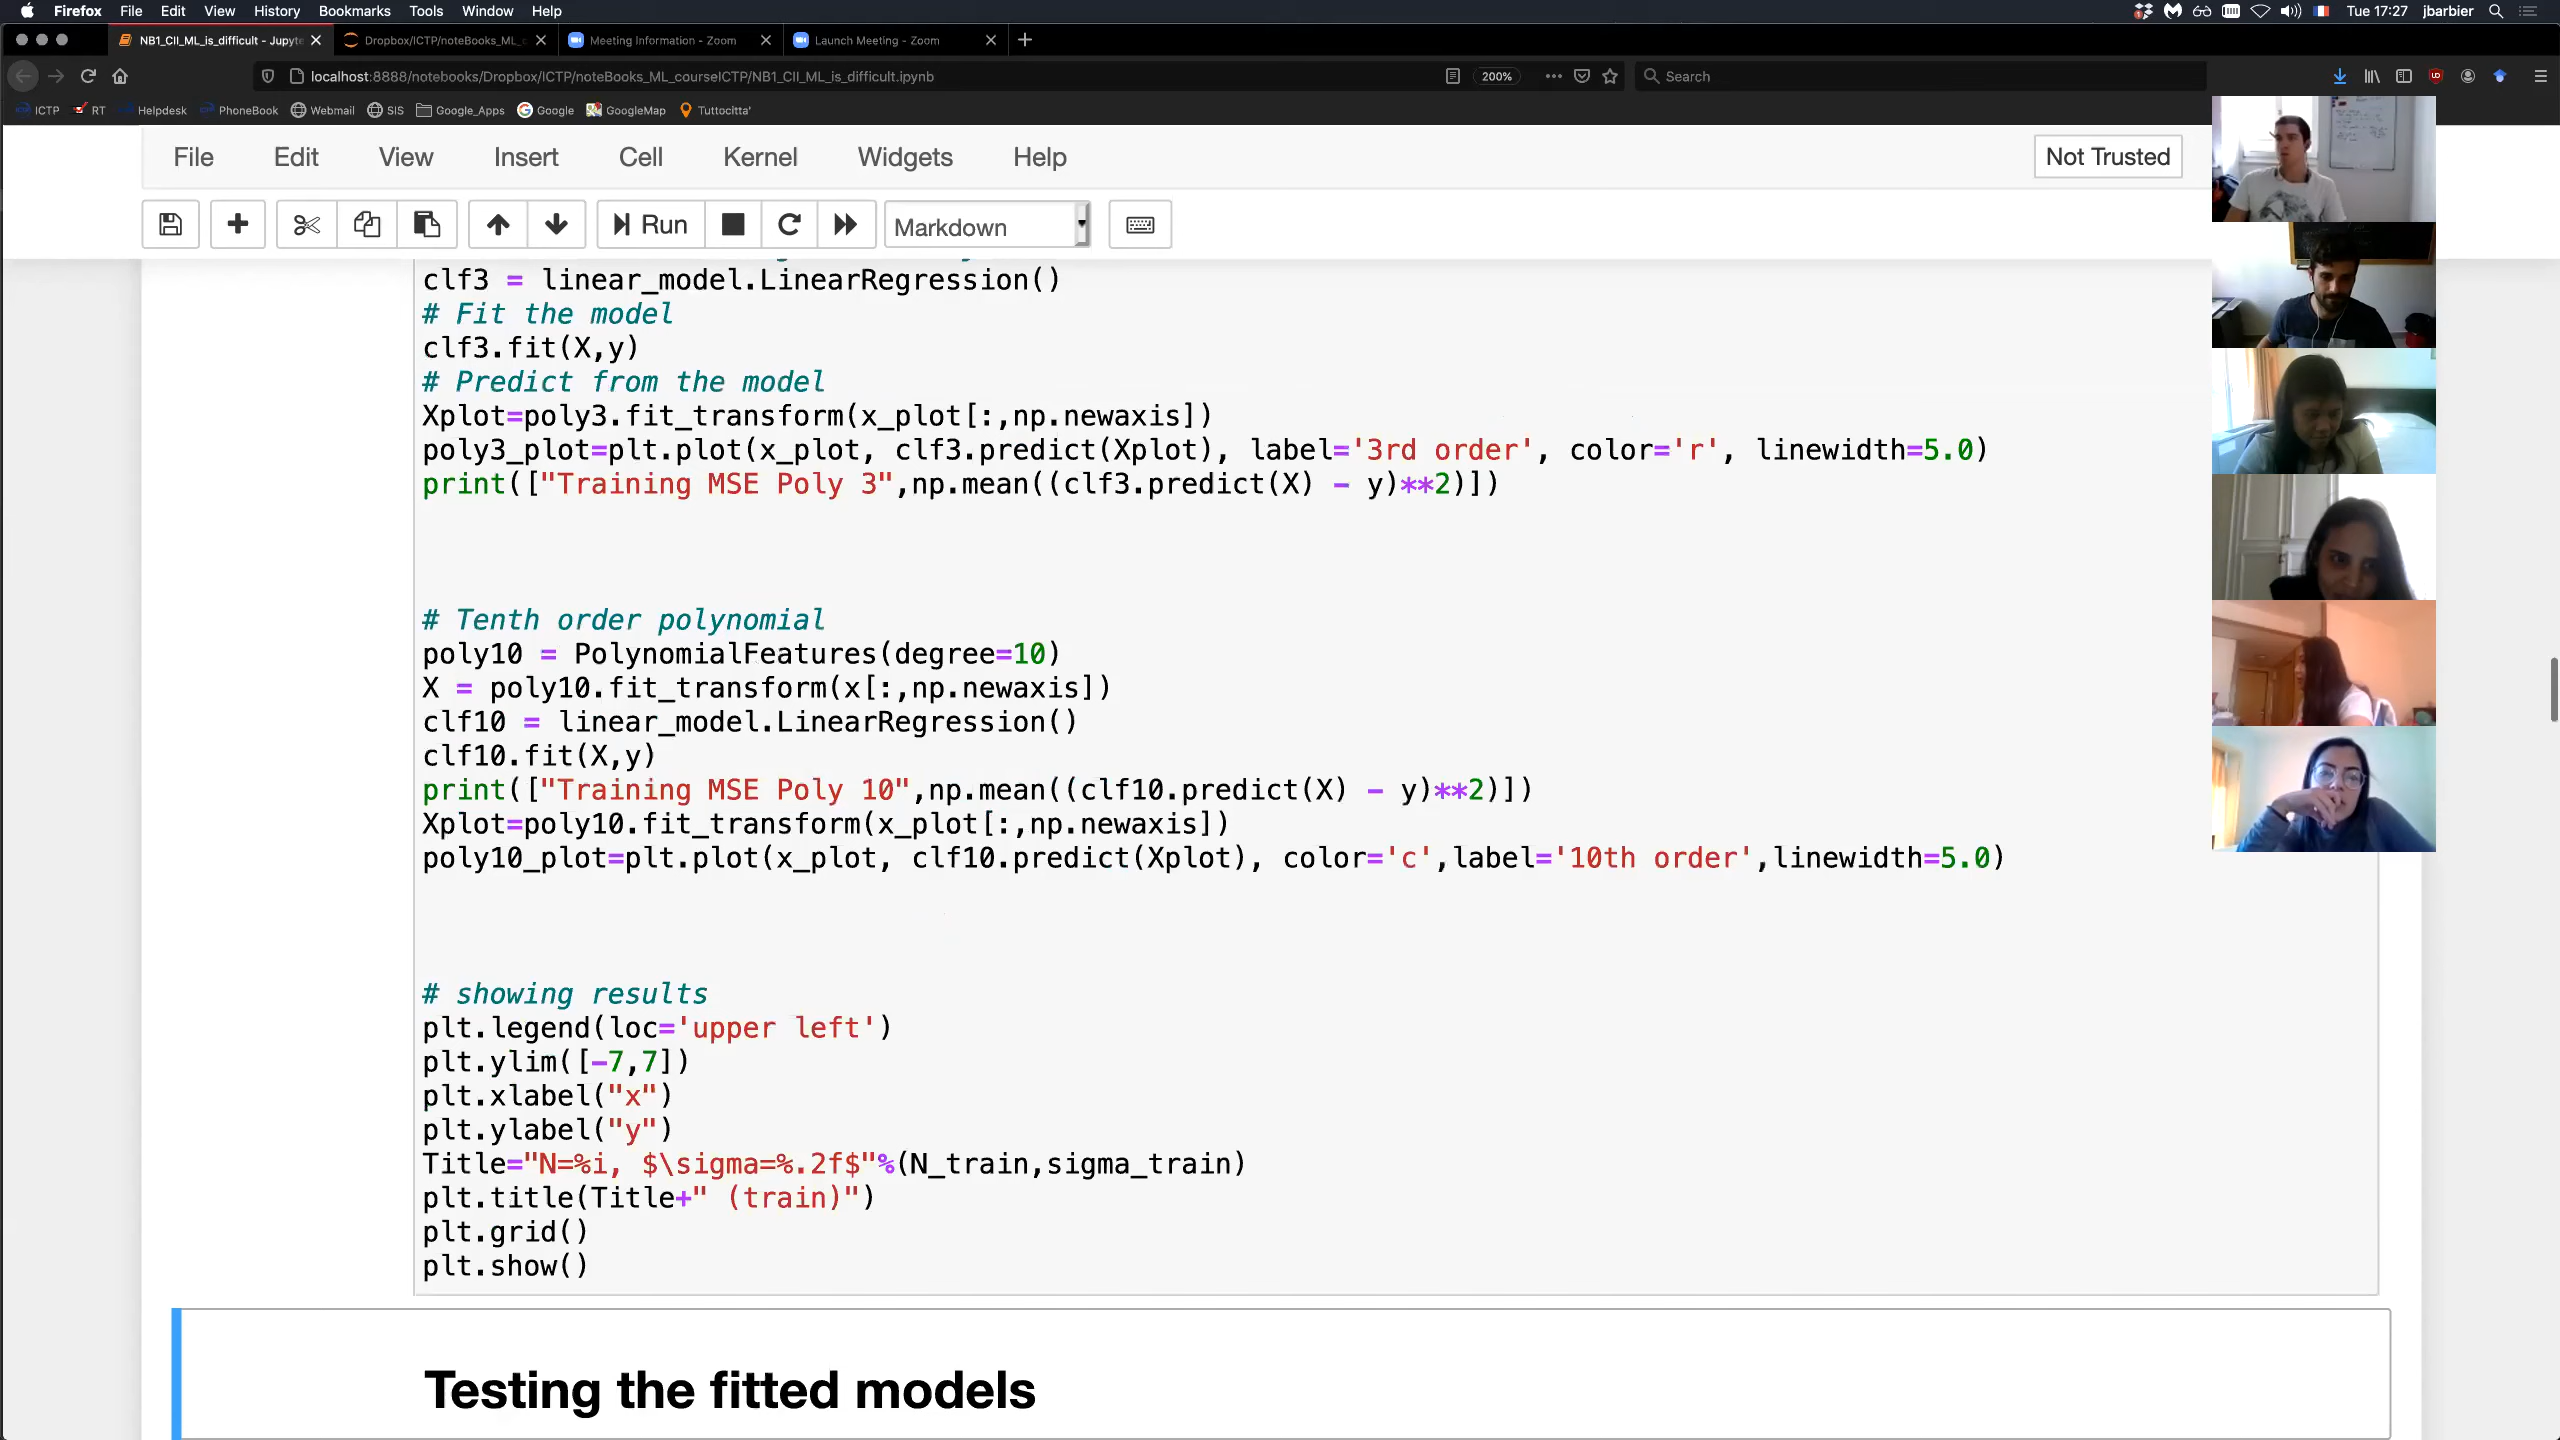 Firefox File Edit View History Bookmarks Tools Window Help Tue 17:27 jbarbier
NB1_CII_ML_is_difficult - Jupyte Dropbox/ICTP/noteBooks_ML_c Meeting Information - Zoom Launch Meeting - Zoom
localhost:8888/notebooks/Dropbox/ICTP/noteBooks_ML_courseICTP/NB1_CII_ML_is_difficult.ipynb 200% Search
ICTP RT Helpdesk PhoneBook Webmail SIS Google_Apps Google GoogleMap Tuttocitta'
File Edit View Insert Cell Kernel Widgets Help Not Trusted
Run Markdown
clf3 = linear_model.LinearRegression()
# Fit the model
clf3.fit(X,y)
# Predict from the model
Xplot=poly3.fit_transform(x_plot[:,np.newaxis])
poly3_plot=plt.plot(x_plot, clf3.predict(Xplot), label='3rd order', color='r', linewidth=5.0)
print(["Training MSE Poly 3",np.mean((clf3.predict(X) - y)**2)])
# Tenth order polynomial
poly10 = PolynomialFeatures(degree=10)
X = poly10.fit_transform(x[:,np.newaxis])
clf10 = linear_model.LinearRegression()
clf10.fit(X,y)
print(["Training MSE Poly 10",np.mean((clf10.predict(X) - y)**2)])
Xplot=poly10.fit_transform(x_plot[:,np.newaxis])
poly10_plot=plt.plot(x_plot, clf10.predict(Xplot), color='c',label='10th order',linewidth=5.0)
# showing results
plt.legend(loc='upper left')
plt.ylim([-7,7])
plt.xlabel("x")
plt.ylabel("y")
Title="N=%i, $\sigma=%.2f$"%(N_train,sigma_train)
plt.title(Title+" (train)")
plt.grid()
plt.show()
Testing the fitted models